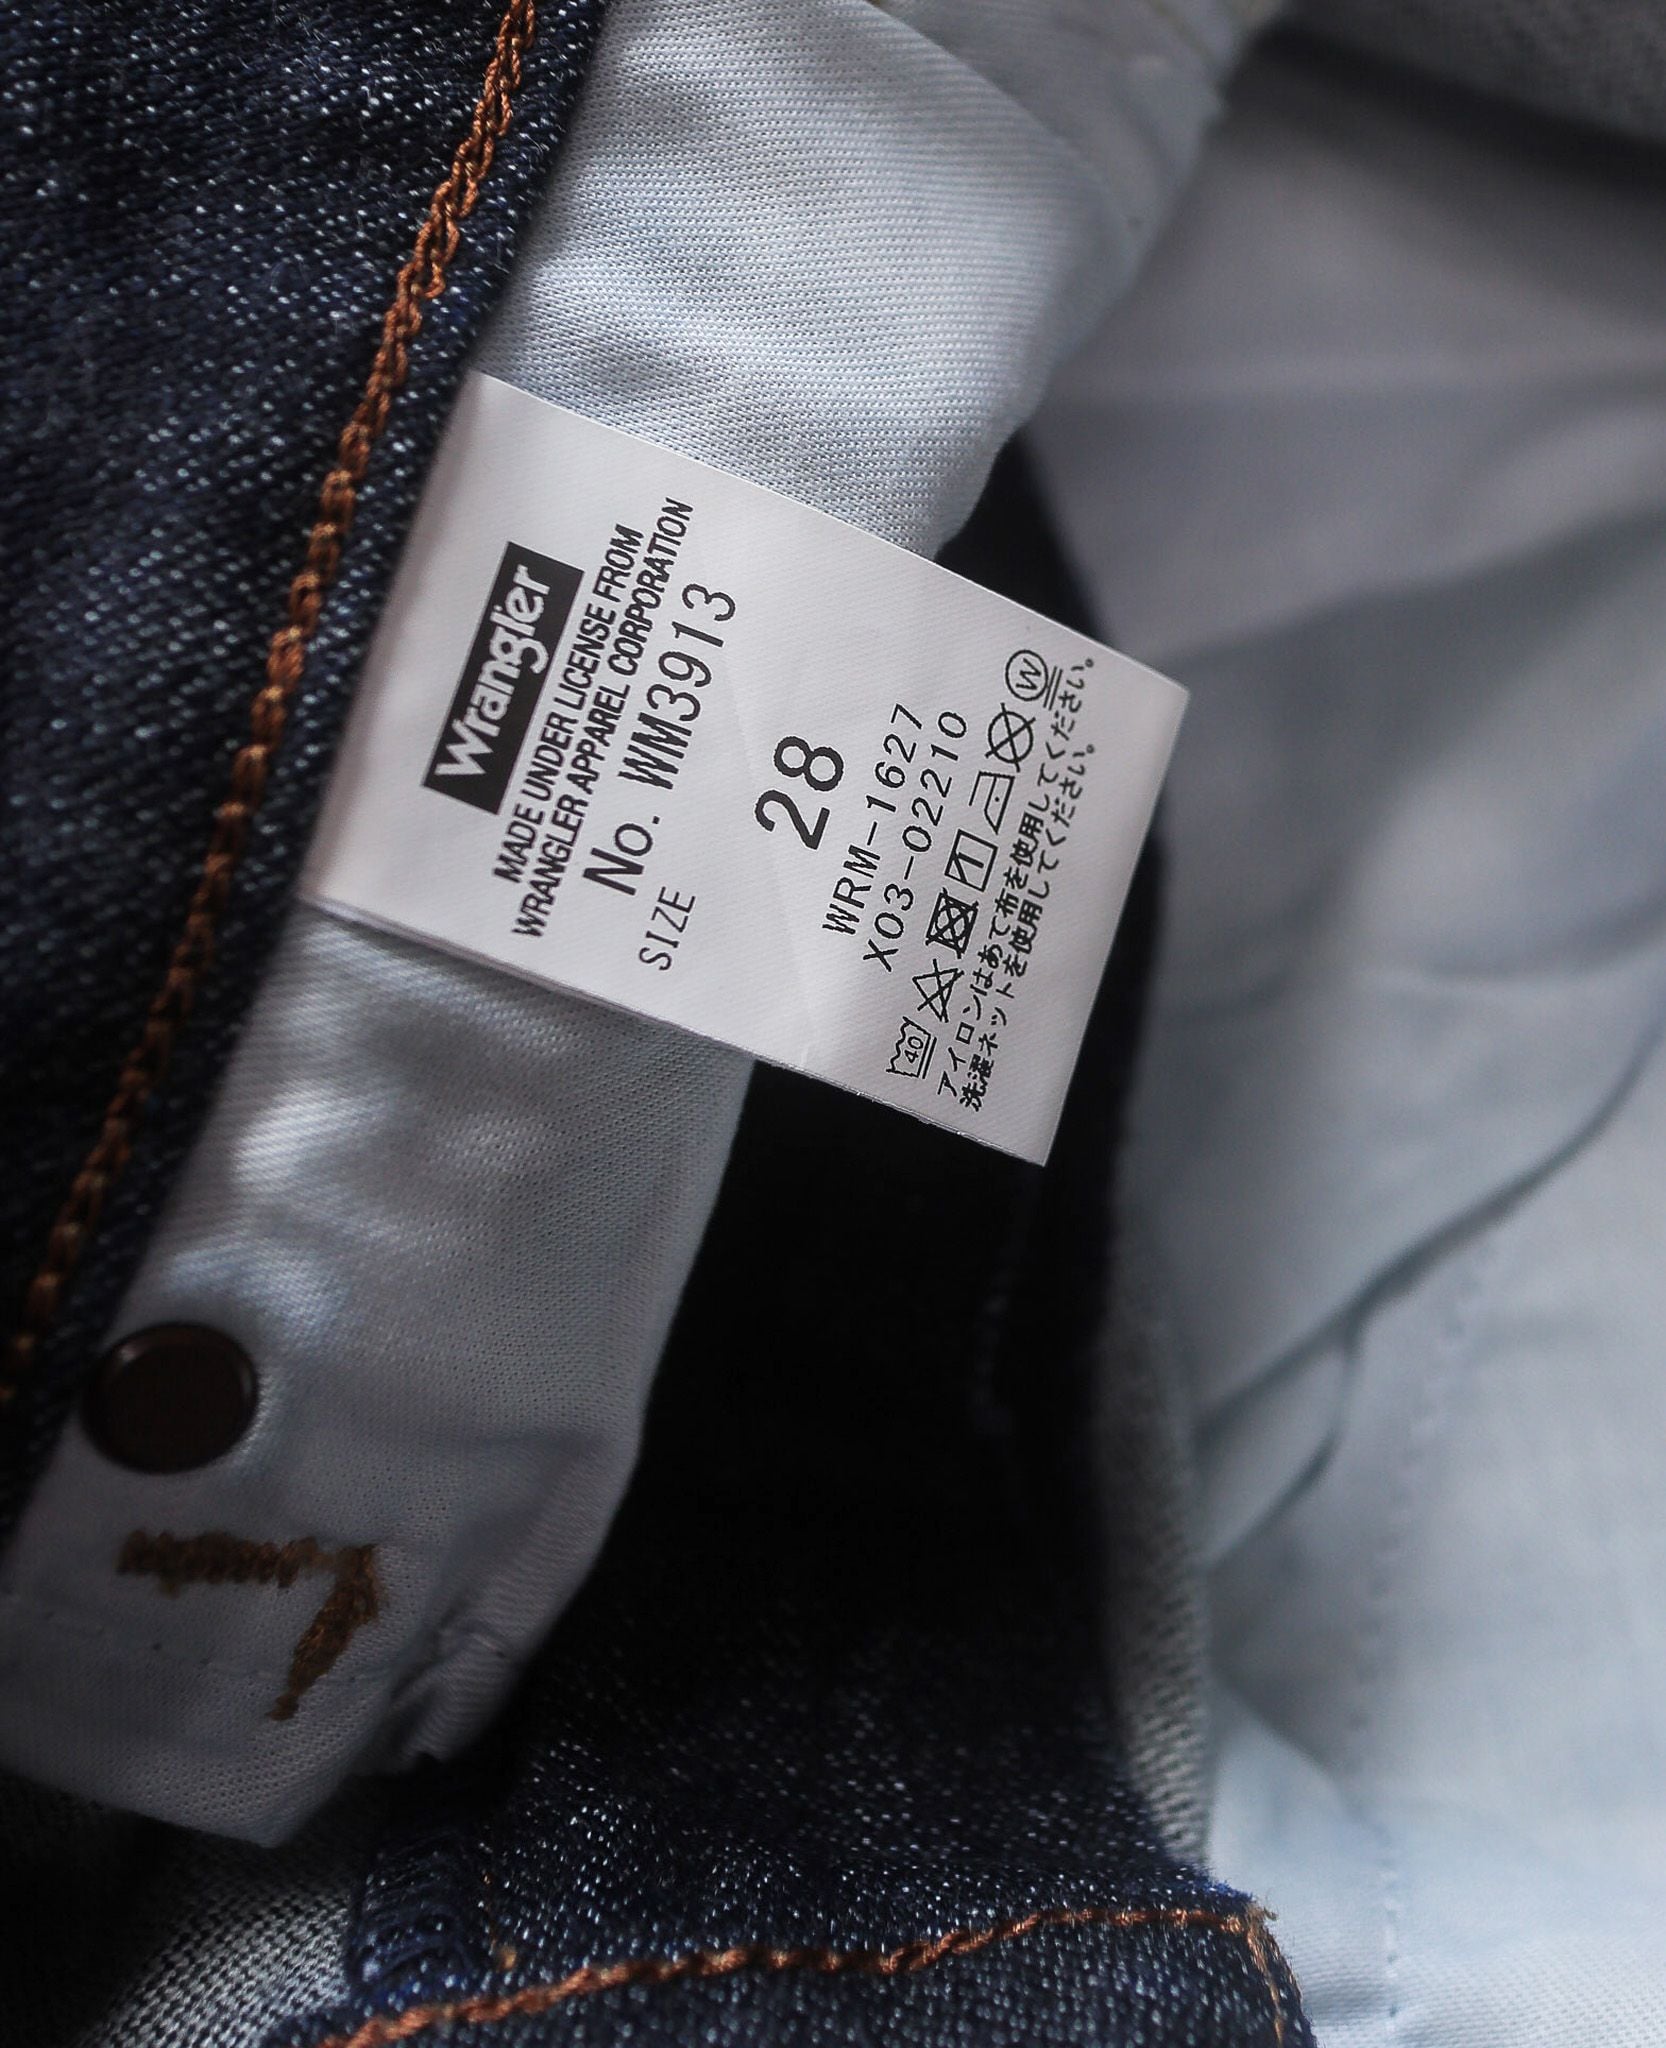 Wrangler
MADE UNDER LICENSE FROM
WRANGLER APPAREL CORPORATION
No. WM3913
SIZE
28
WRM-1627
X03-02210
40 1 W
アイロンはあて布を使用してください。
洗濯ネットを使用してください。